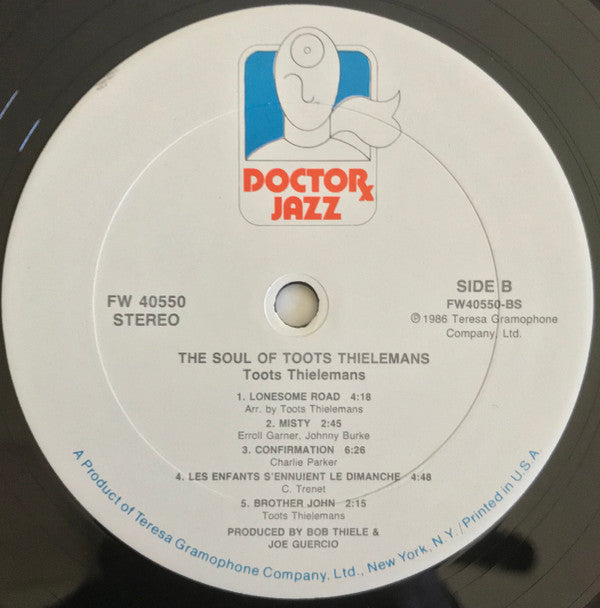 DOCTORx
JAZZ
FW 40550
STEREO
SIDE B
FW40550-BS
℗ 1986 Teresa Gramophone
Company, Ltd.
THE SOUL OF TOOTS THIELEMANS
Toots Thielemans
1. LONESOME ROAD 4:18
Arr. by Toots Thielemans
2. MISTY 2:45
Erroll Garner, Johnny Burke
3. CONFIRMATION 6:26
Charlie Parker
4. LES ENFANTS S'ENNUIENT LE DIMANCHE 4:48
C. Trenet
5. BROTHER JOHN 2:15
Toots Thielemans
PRODUCED BY BOB THIELE &
JOE GUERCIO
A Product of Teresa Gramophone Company, Ltd., New York, N.Y./Printed in U.S.A